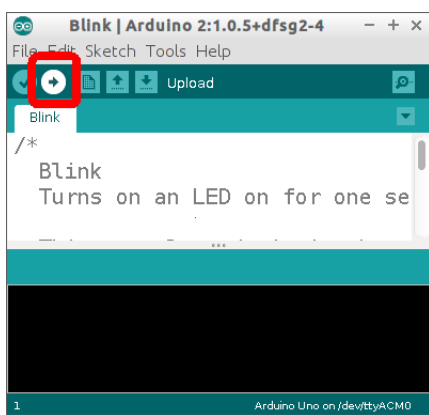 Blink | Arduino 2:1.0.5+dfsg2-4
File Edit Sketch Tools Help
Upload
Blink
/*
Blink
Turns on an LED on for one se
1 Arduino Uno on /dev/ttyACM0